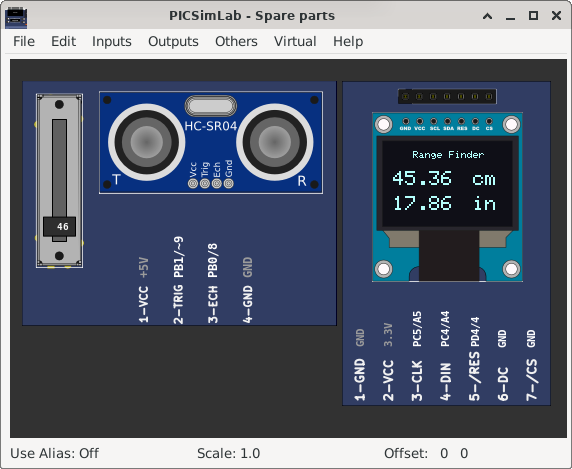 PICSimLab - Spare parts
File Edit Inputs Outputs Others Virtual Help
HC-SR04
T
R
Vcc
Trig
Ech
Gnd
46
1-VCC +5V
2-TRIG PB1/~9
3-ECH PB0/8
4-GND GND
GND VCC SCL SDA RES DC CS
Range Finder
45.36 cm
17.86 in
1-GND GND
2-VCC 3.3V
3-CLK PC5/A5
4-DIN PC4/A4
5-/RES PD4/4
6-DC GND
7-/CS GND
Use Alias: Off Scale: 1.0 Offset: 0 0